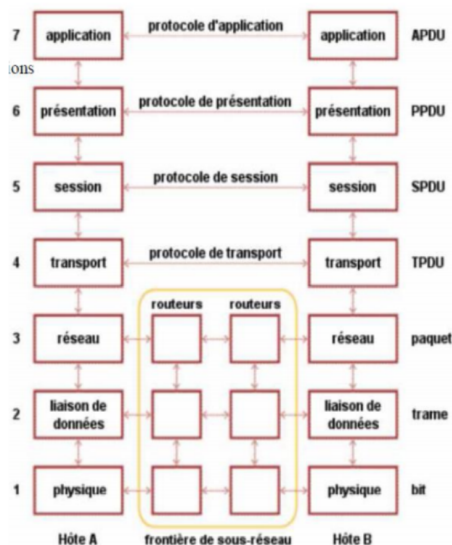 7 application protocole d'application application APDU
ions
6 présentation protocole de présentation présentation PPDU
5 session protocole de session session SPDU
4 transport protocole de transport transport TPDU
routeurs routeurs
3 réseau réseau paquet
2 liaison de données liaison de données trame
1 physique physique bit
Hôte A frontière de sous-réseau Hôte B